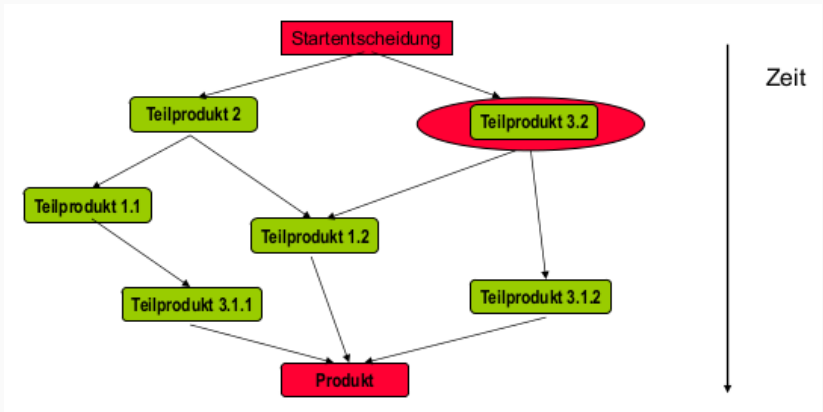 Startentscheidung
Zeit
Teilprodukt 2
Teilprodukt 3.2
Teilprodukt 1.1
Teilprodukt 1.2
Teilprodukt 3.1.1
Teilprodukt 3.1.2
Produkt